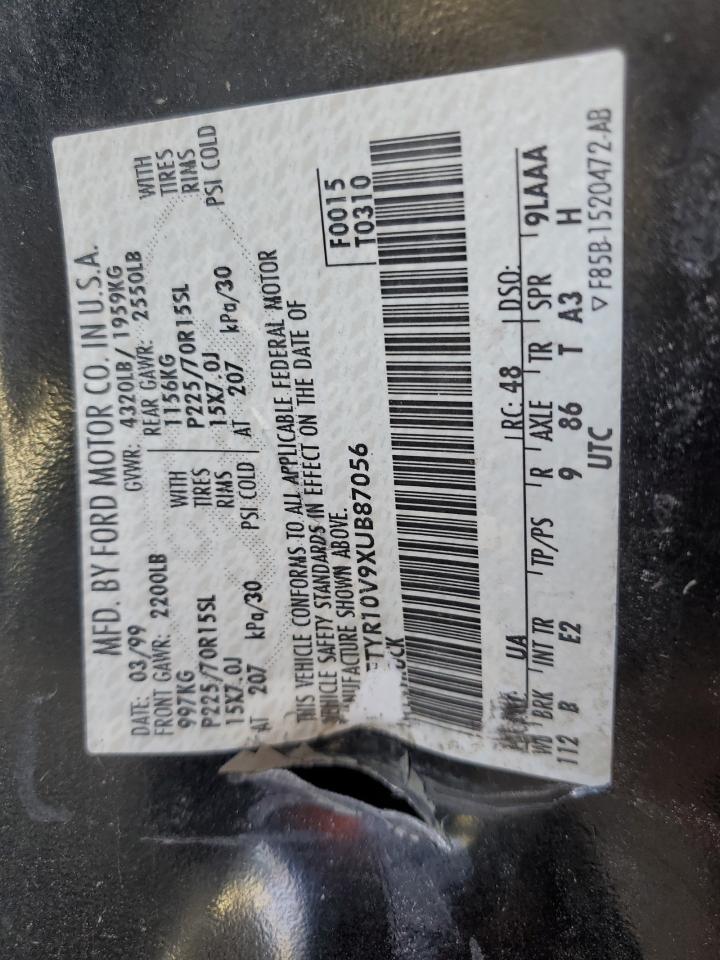 MFD. BY FORD MOTOR CO. IN U.S.A.
DATE: 03/99 GVWR: 4320LB/ 1959KG
FRONT GAWR: 2200LB REAR GAWR: 2550LB
997KG WITH 1156KG WITH
P225/70R15SL TIRES P225/70R15SL TIRES
15X7.0J RIMS 15X7.0J RIMS
AT 207 kPa/30 PSI COLD AT 207 kPa/30 PSI COLD
THIS VEHICLE CONFORMS TO ALL APPLICABLE FEDERAL MOTOR
VEHICLE SAFETY STANDARDS IN EFFECT ON THE DATE OF
MANUFACTURE SHOWN ABOVE.
F0015
T0310
FTYR10V9XUB87056
UCK
UA RC: 48 DSO:
WB BRK INT TR TP/PS R AXLE TR SPR 9LAAA
112 B E2 9 86 T A3 H
UTC
▽ F85B-1520472-AB